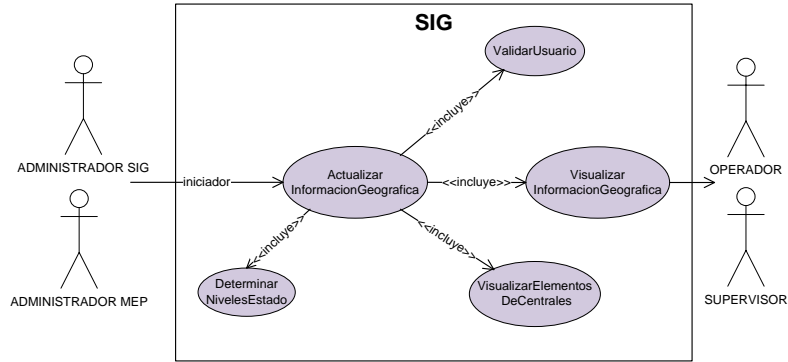 SIG
ValidarUsuario
<<incluye>>
ADMINISTRADOR SIG
OPERADOR
iniciador
Actualizar
InformacionGeografica
<<incluye>>
Visualizar
InformacionGeografica
<<incluye>>
<<incluye>>
Determinar
NivelesEstado
VisualizarElementos
DeCentrales
ADMINISTRADOR MEP
SUPERVISOR